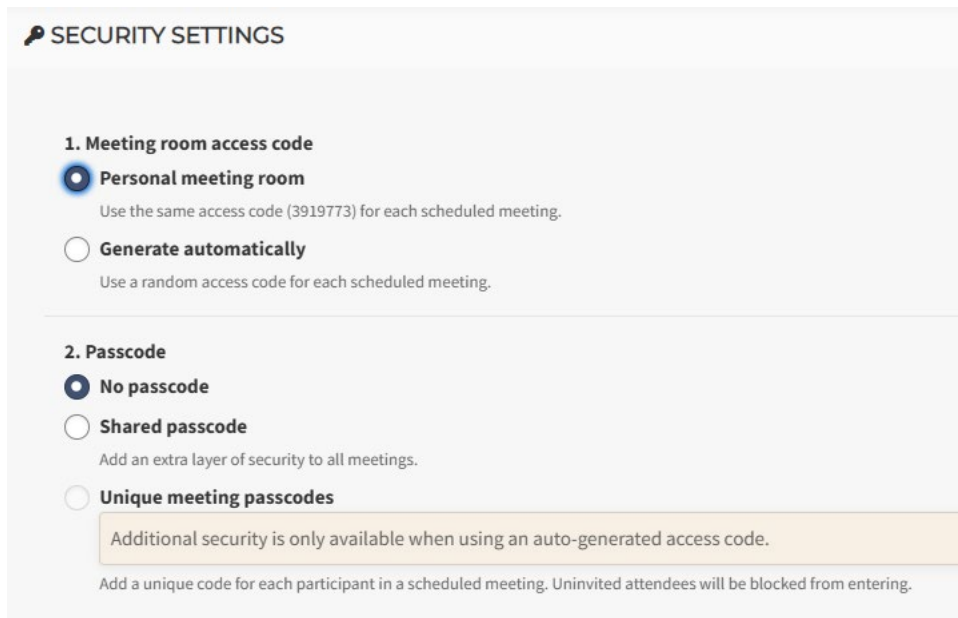 SECURITY SETTINGS
1. Meeting room access code
Personal meeting room
Use the same access code (3919773) for each scheduled meeting.
Generate automatically
Use a random access code for each scheduled meeting.
2. Passcode
No passcode
Shared passcode
Add an extra layer of security to all meetings.
Unique meeting passcodes
Additional security is only available when using an auto-generated access code.
Add a unique code for each participant in a scheduled meeting. Uninvited attendees will be blocked from entering.